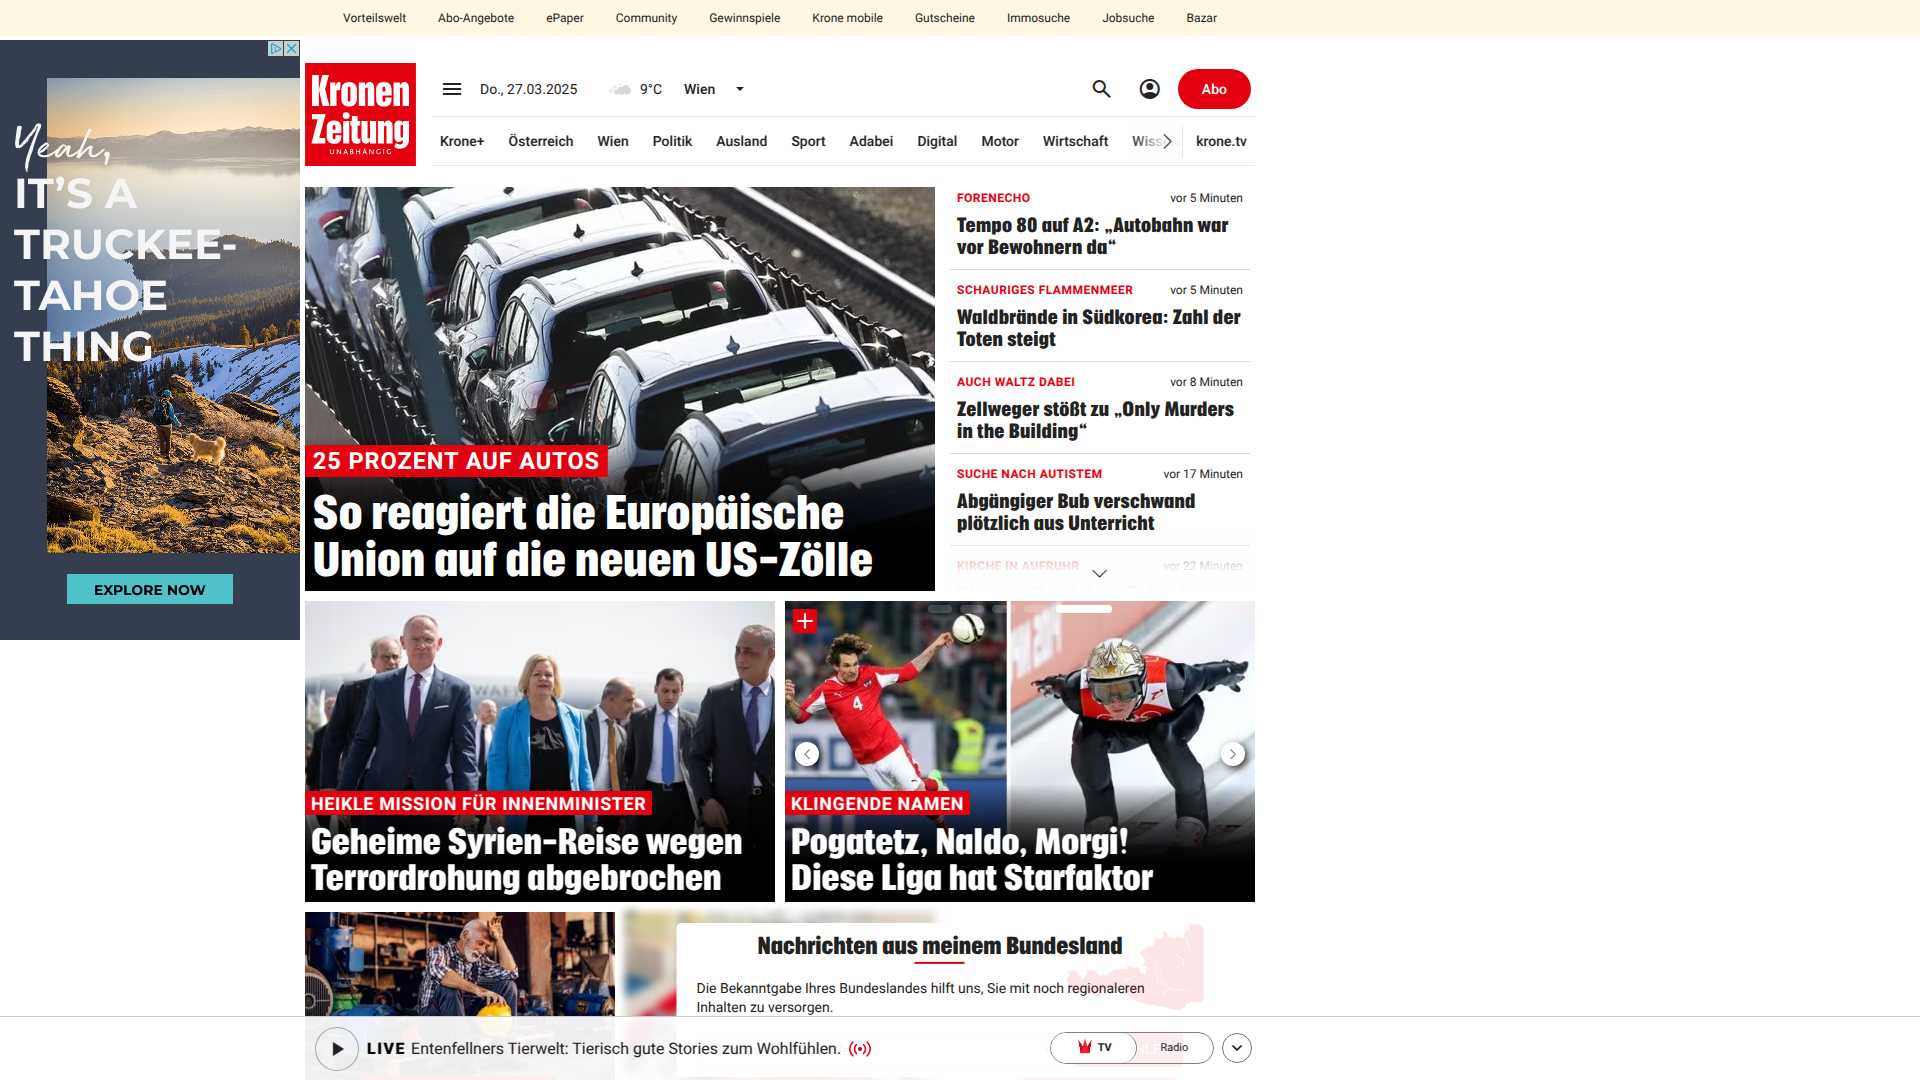 Vorteilswelt Abo-Angebote ePaper Community Gewinnspiele Krone mobile Gutscheine Immosuche Jobsuche Bazar
Yeah,
IT'S A
TRUCKEE-
TAHOE
THING
EXPLORE NOW
Kronen
Zeitung
UNABHÄNGIG
Do., 27.03.2025 9°C Wien
Abo
Krone+ Österreich Wien Politik Ausland Sport Adabei Digital Motor Wirtschaft Wiss krone.tv
25 PROZENT AUF AUTOS
So reagiert die Europäische
Union auf die neuen US-Zölle
FORENECHO vor 5 Minuten
Tempo 80 auf A2: „Autobahn war
vor Bewohnern da“
SCHAURIGES FLAMMENMEER vor 5 Minuten
Waldbrände in Südkorea: Zahl der
Toten steigt
AUCH WALTZ DABEI vor 8 Minuten
Zellweger stößt zu „Only Murders
in the Building“
SUCHE NACH AUTISTEM vor 17 Minuten
Abgängiger Bub verschwand
plötzlich aus Unterricht
KIRCHE IN AUFRUHR vor 22 Minuten
HEIKLE MISSION FÜR INNENMINISTER
Geheime Syrien-Reise wegen
Terrordrohung abgebrochen
4
KLINGENDE NAMEN
Pogatetz, Naldo, Morgi!
Diese Liga hat Starfaktor
Nachrichten aus meinem Bundesland
Die Bekanntgabe Ihres Bundeslandes hilft uns, Sie mit noch regionaleren
Inhalten zu versorgen.
LIVE Entenfellners Tierwelt: Tierisch gute Stories zum Wohlfühlen.
TV Radio